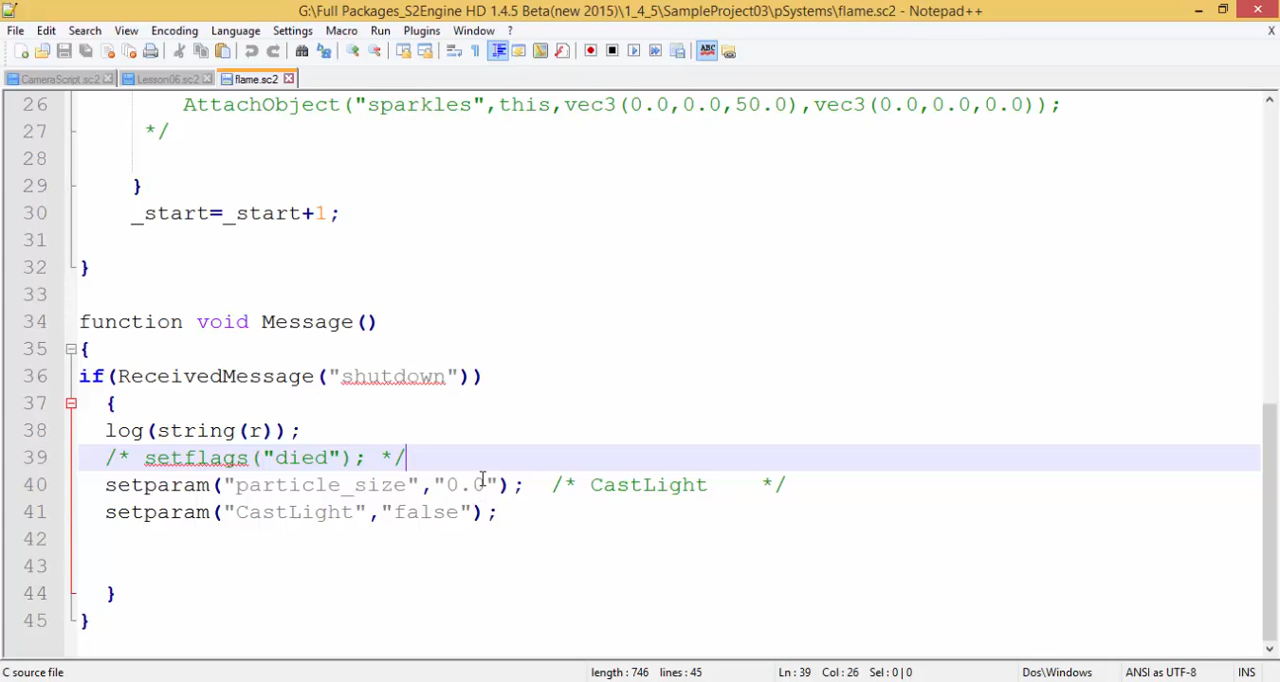 G:\Full Packages_S2Engine HD 1.4.5 Beta(new 2015)\1_4_5\SampleProject03\pSystems\flame.sc2 - Notepad++
File Edit Search View Encoding Language Settings Macro Run Plugins Window ? X
CameraScript.sc2 Lesson06.sc2 flame.sc2
26 AttachObject("sparkles",this,vec3(0.0,0.0,50.0),vec3(0.0,0.0,0.0));
27 */
28
29 }
30 _start=_start+1;
31
32 }
33
34 function void Message()
35 {
36 if(ReceivedMessage("shutdown"))
37 {
38 log(string(r));
39 /* setflags("died"); */
40 setparam("particle_size","0.0"); /* CastLight */
41 setparam("CastLight","false");
42
43
44 }
45 }
C source file length : 746 lines : 45 Ln : 39 Col : 26 Sel : 0 | 0 Dos\Windows ANSI as UTF-8 INS